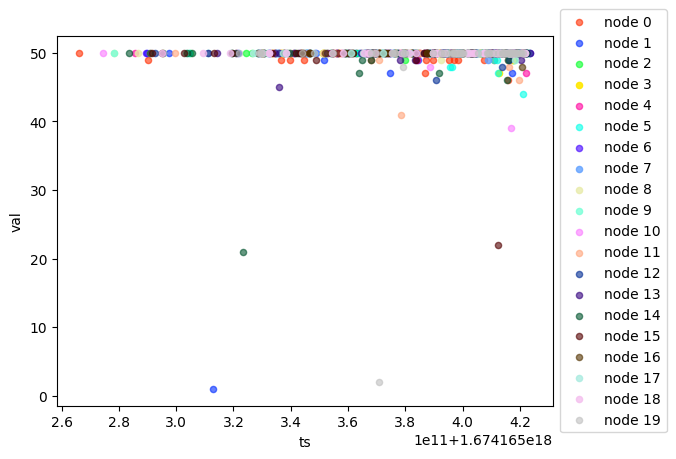 50
40
30
20
10
0
val
2.6
2.8
3.0
3.2
3.4
3.6
3.8
4.0
4.2
ts
1e11+1.674165e18
node 0
node 1
node 2
node 3
node 4
node 5
node 6
node 7
node 8
node 9
node 10
node 11
node 12
node 13
node 14
node 15
node 16
node 17
node 18
node 19